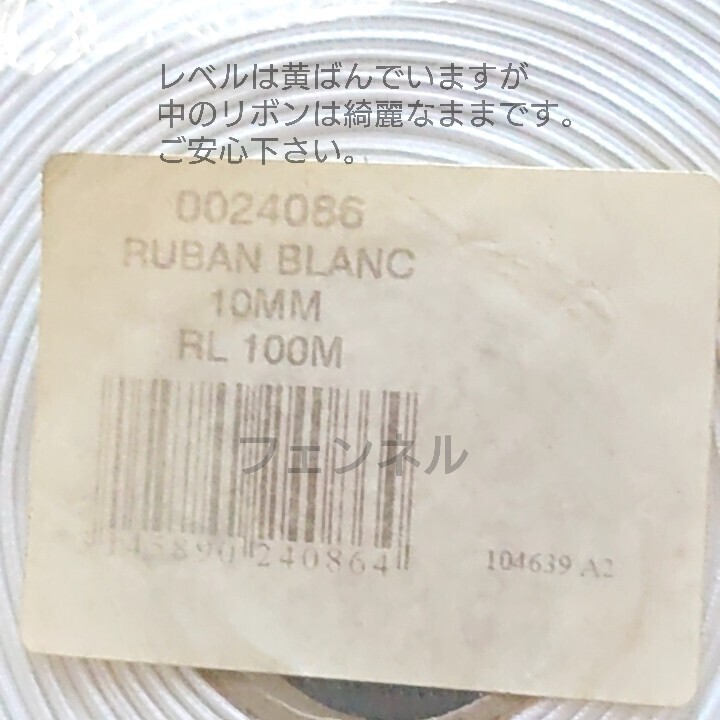 レベルは黄ばんでいますが
中のリボンは綺麗なままです。
ご安心下さい。
0024086
RUBAN BLANC
10MM
RL 100M
フェンネル
3145890 240864
104639 A2